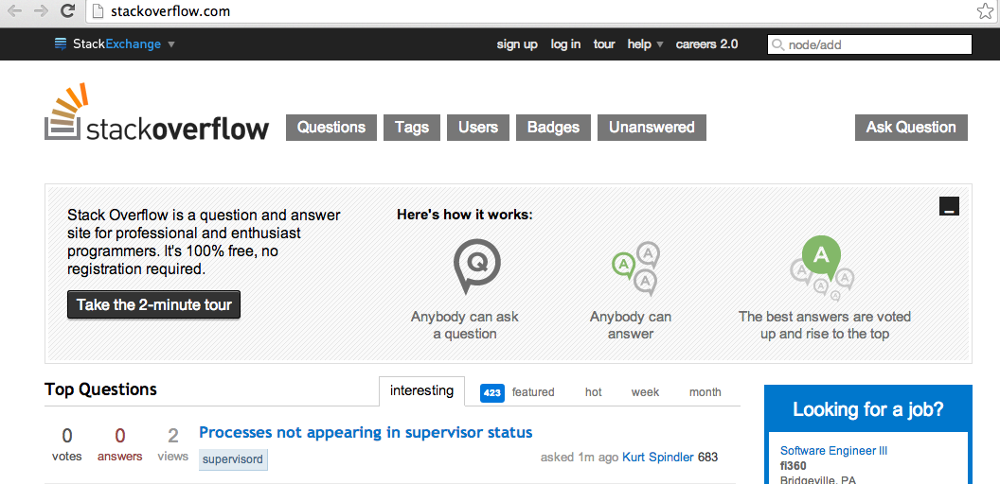 stackoverflow.com
StackExchange sign up log in tour help careers 2.0 node/add
stackoverflow Questions Tags Users Badges Unanswered Ask Question
Stack Overflow is a question and answer
site for professional and enthusiast
programmers. It's 100% free, no
registration required.
Take the 2-minute tour
Here's how it works:
Q
Anybody can ask
a question
A
A
A
Anybody can
answer
A
A
A
A
A
The best answers are voted
up and rise to the top
Top Questions interesting 423 featured hot week month
0 votes
0 answers
2 views
Processes not appearing in supervisor status
supervisord
asked 1m ago Kurt Spindler 683
Looking for a job?
Software Engineer III
fl360
Bridgeville, PA